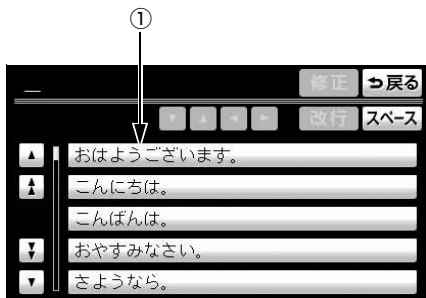 ①
修正 戻る
改行 スペース
おはようございます。
こんにちは。
こんばんは。
おやすみなさい。
さようなら。